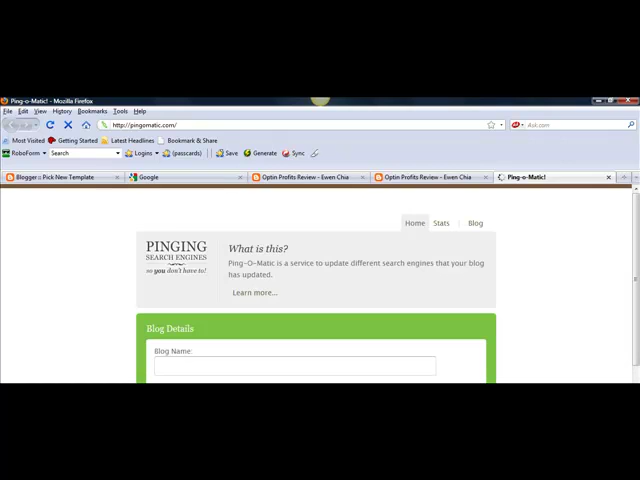 Ping-o-Matic! - Mozilla Firefox
File Edit View History Bookmarks Tools Help
http://pingomatic.com/
Ask.com
Most Visited Getting Started Latest Headlines Bookmark & Share
RoboForm Search Logins (passcards) Save Generate Sync
Blogger :: Pick New Template Google Optin Profits Review - Ewen Chia Optin Profits Review - Ewen Chia Ping-o-Matic!
Home Stats Blog
PINGING
SEARCH ENGINES
so you don't have to!
What is this?
Ping-O-Matic is a service to update different search engines that your blog
has updated.
Learn more...
Blog Details
Blog Name: